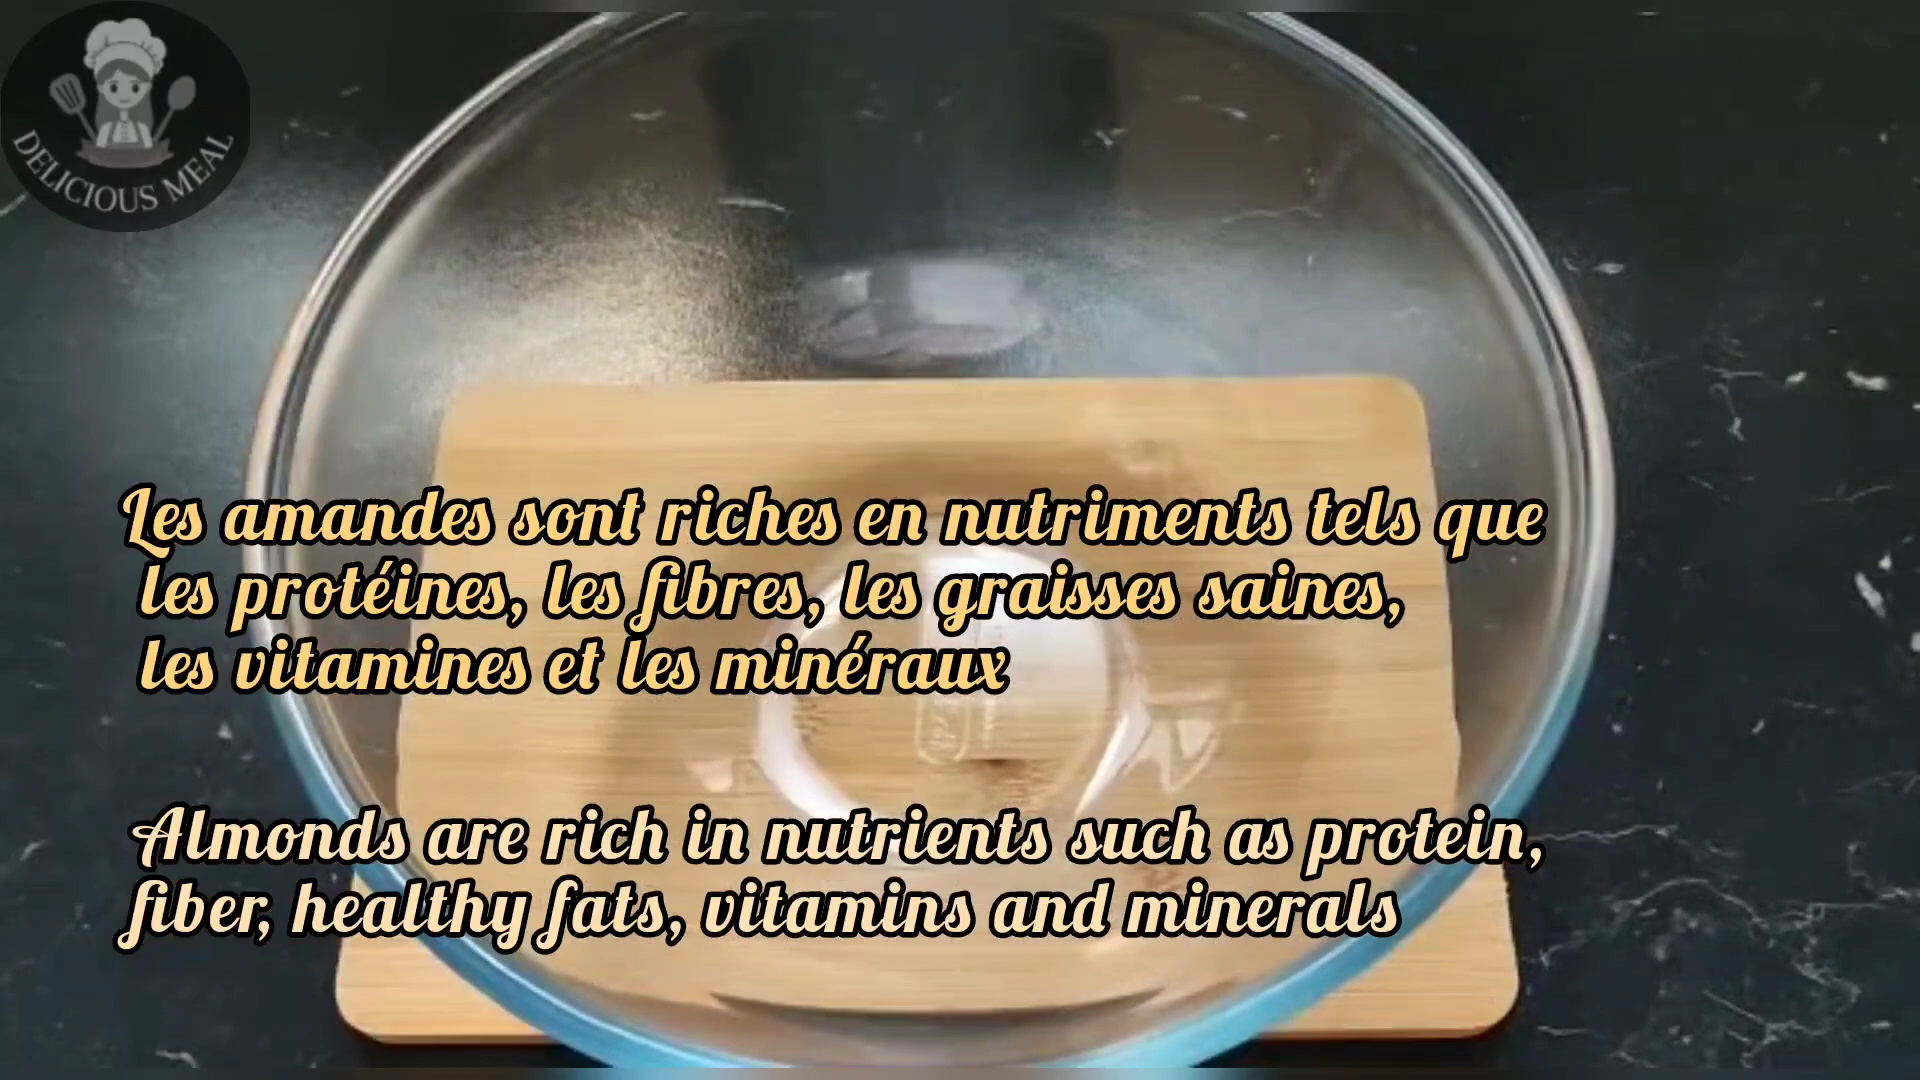 DELICIOUS MEAL
Les amandes sont riches en nutriments tels que
les protéines, les fibres, les graisses saines,
les vitamines et les minéraux
Almonds are rich in nutrients such as protein,
fiber, healthy fats, vitamins and minerals